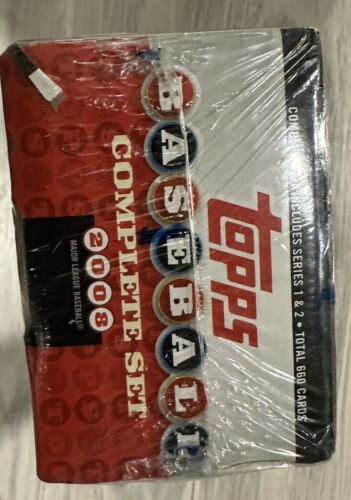 INCLUDES SERIES 1 & 2 • TOTAL 660 CARDS
Topps
BASEBALL
COMPLETE SET
2008
MAJOR LEAGUE BASEBALL